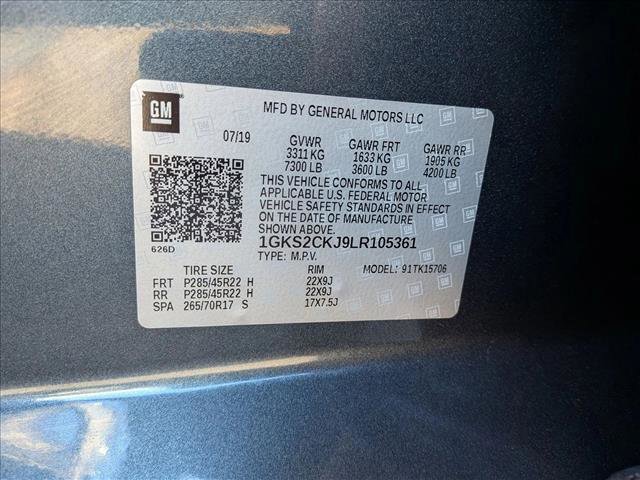 GM
MFD BY GENERAL MOTORS LLC
07/19 GVWR GAWR FRT GAWR RR
3311 KG 1633 KG 1905 KG
7300 LB 3600 LB 4200 LB
THIS VEHICLE CONFORMS TO ALL
APPLICABLE U.S. FEDERAL MOTOR
VEHICLE SAFETY STANDARDS IN EFFECT
ON THE DATE OF MANUFACTURE
SHOWN ABOVE.
626D
1GKS2CKJ9LR105361
TYPE: M.P.V. MODEL: 91TK15706
TIRE SIZE RIM
FRT P285/45R22 H 22X9J
RR P285/45R22 H 22X9J
SPA 265/70R17 S 17X7.5J